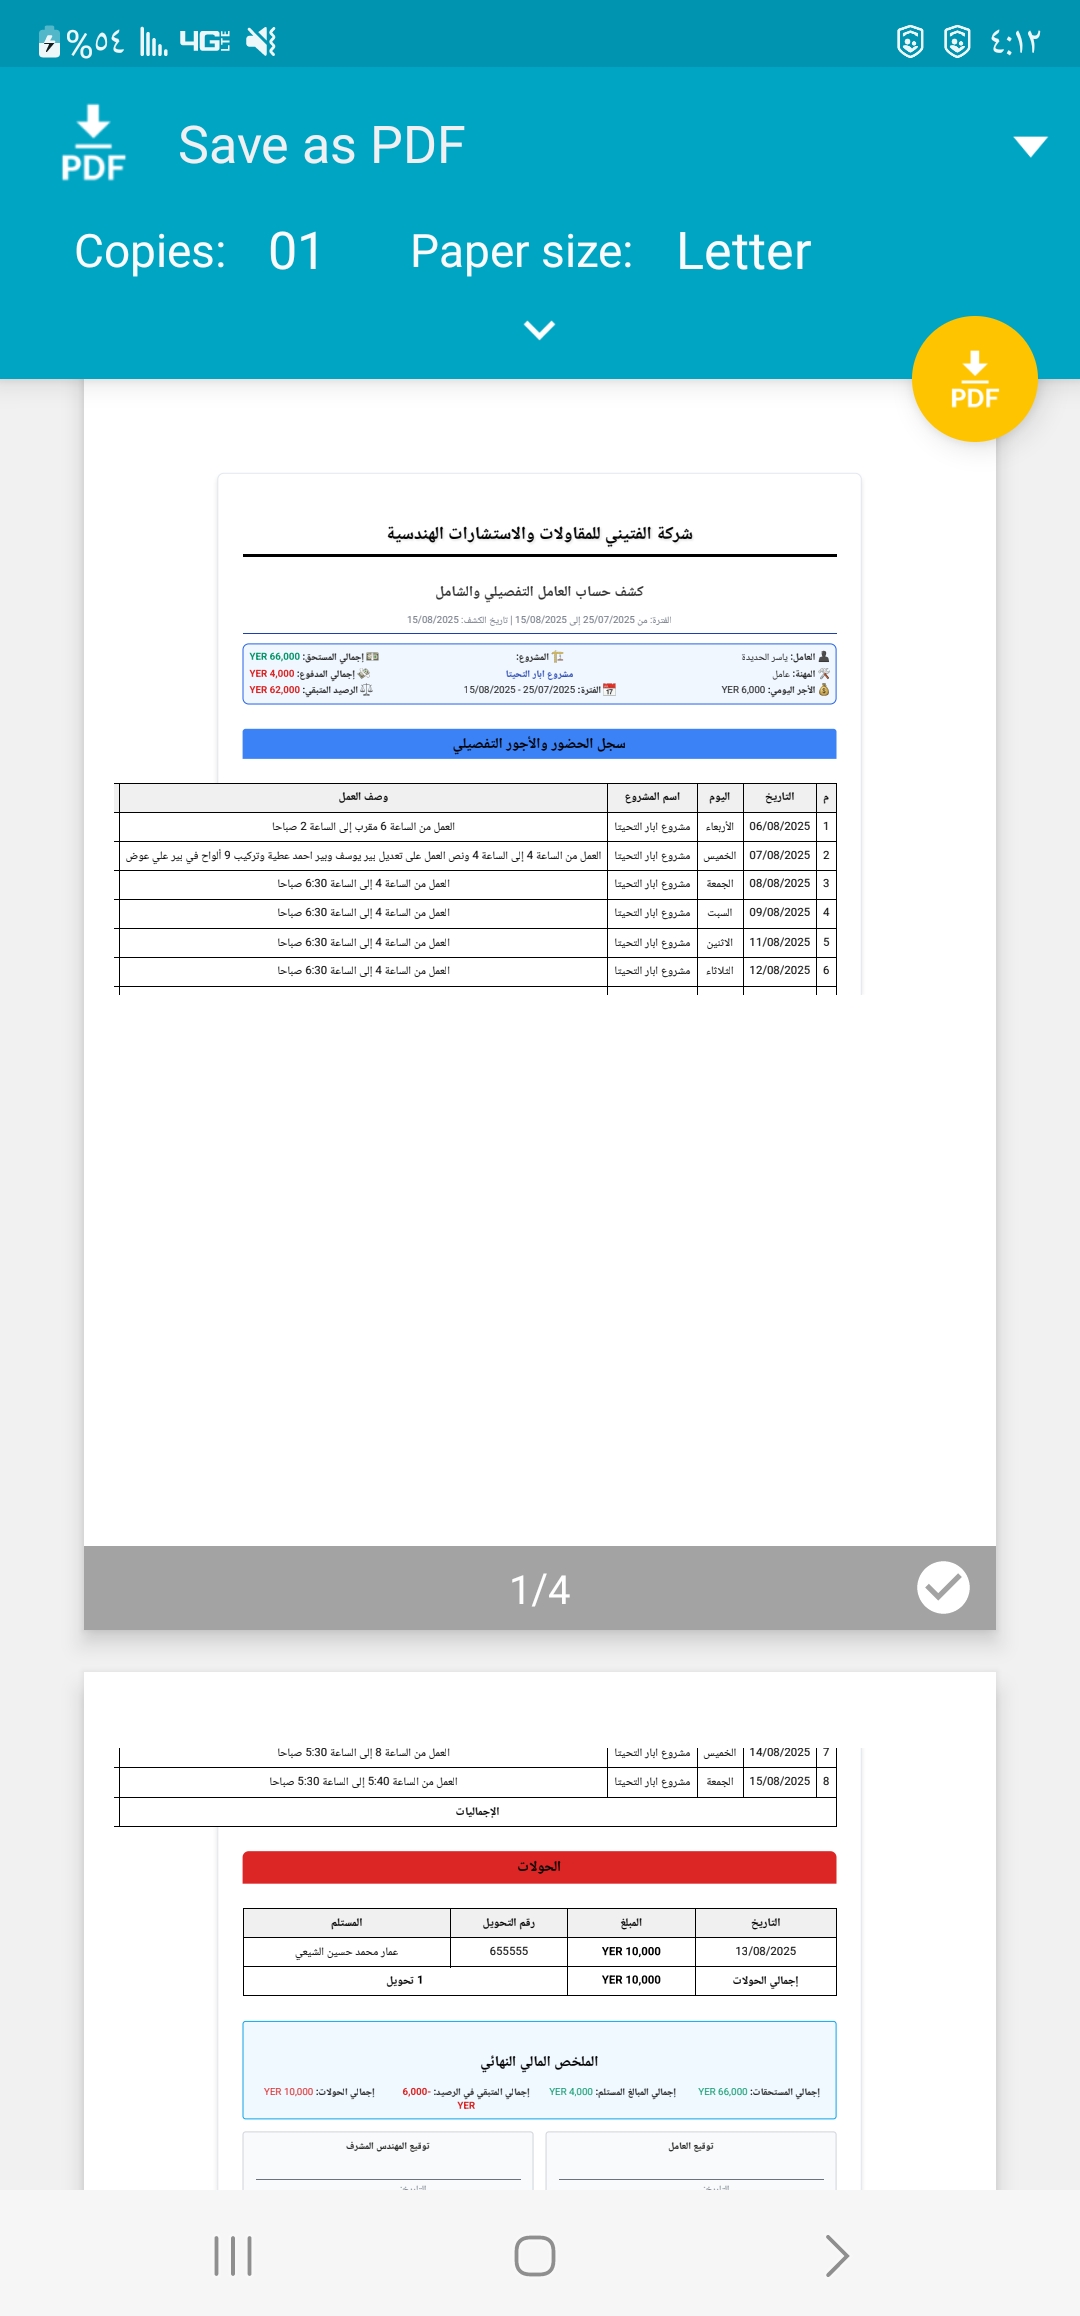 %٥٤ 4G LTE ٤:١٢
PDF Save as PDF
Copies: 01 Paper size: Letter
PDF
شركة الفتيني للمقاولات والاستشارات الهندسية
كشف حساب العامل التفصيلي والشامل
الفترة: من 25/07/2025 إلى 15/08/2025 | تاريخ الكشف: 15/08/2025
العامل: ياسر الحديدة المشروع: إجمالي المستحق: YER 66,000
المهنة: عامل مشروع ابار التحيتا إجمالي المدفوع: YER 4,000
الأجر اليومي: YER 6,000 الفترة: 25/07/2025 - 15/08/2025 الرصيد المتبقي: YER 62,000
سجل الحضور والأجور التفصيلي
م التاريخ اليوم اسم المشروع وصف العمل
1 06/08/2025 الأربعاء مشروع ابار التحيتا العمل من الساعة 6 مقرب إلى الساعة 2 صباحا
2 07/08/2025 الخميس مشروع ابار التحيتا العمل من الساعة 4 إلى الساعة 4 ونص العمل على تعديل بير يوسف وبير احمد عطية وتركيب 9 ألواح في بير علي عوض
3 08/08/2025 الجمعة مشروع ابار التحيتا العمل من الساعة 4 إلى الساعة 6:30 صباحا
4 09/08/2025 السبت مشروع ابار التحيتا العمل من الساعة 4 إلى الساعة 6:30 صباحا
5 11/08/2025 الاثنين مشروع ابار التحيتا العمل من الساعة 4 إلى الساعة 6:30 صباحا
6 12/08/2025 الثلاثاء مشروع ابار التحيتا العمل من الساعة 4 إلى الساعة 6:30 صباحا
1/4
7 14/08/2025 الخميس مشروع ابار التحيتا العمل من الساعة 8 إلى الساعة 5:30 صباحا
8 15/08/2025 الجمعة مشروع ابار التحيتا العمل من الساعة 5:40 إلى الساعة 5:30 صباحا
الإجماليات
الحولات
التاريخ المبلغ رقم التحويل المستلم
13/08/2025 YER 10,000 655555 عمار محمد حسين الشيعي
إجمالي الحولات YER 10,000 1 تحويل
الملخص المالي النهائي
إجمالي المستحقات: YER 66,000 إجمالي المبالغ المستلم: YER 4,000 إجمالي المتبقي في الرصيد: -6,000 إجمالي الحولات: YER 10,000
YER
توقيع العامل توقيع المهندس المشرف